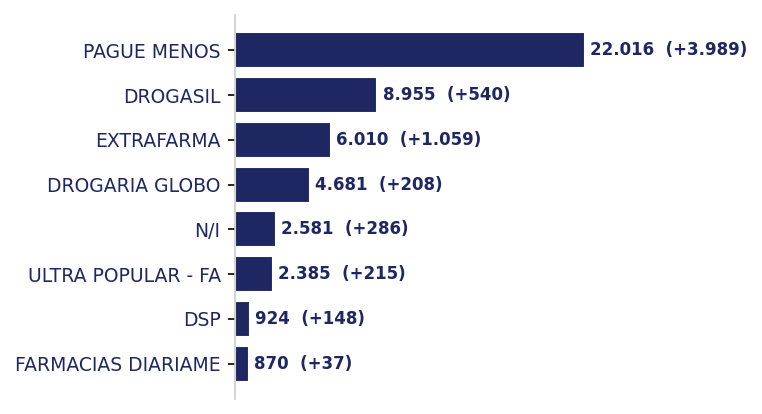 PAGUE MENOS 22.016 (+3.989)
DROGASIL 8.955 (+540)
EXTRAFARMA 6.010 (+1.059)
DROGARIA GLOBO 4.681 (+208)
N/I 2.581 (+286)
ULTRA POPULAR - FA 2.385 (+215)
DSP 924 (+148)
FARMACIAS DIARIAME 870 (+37)